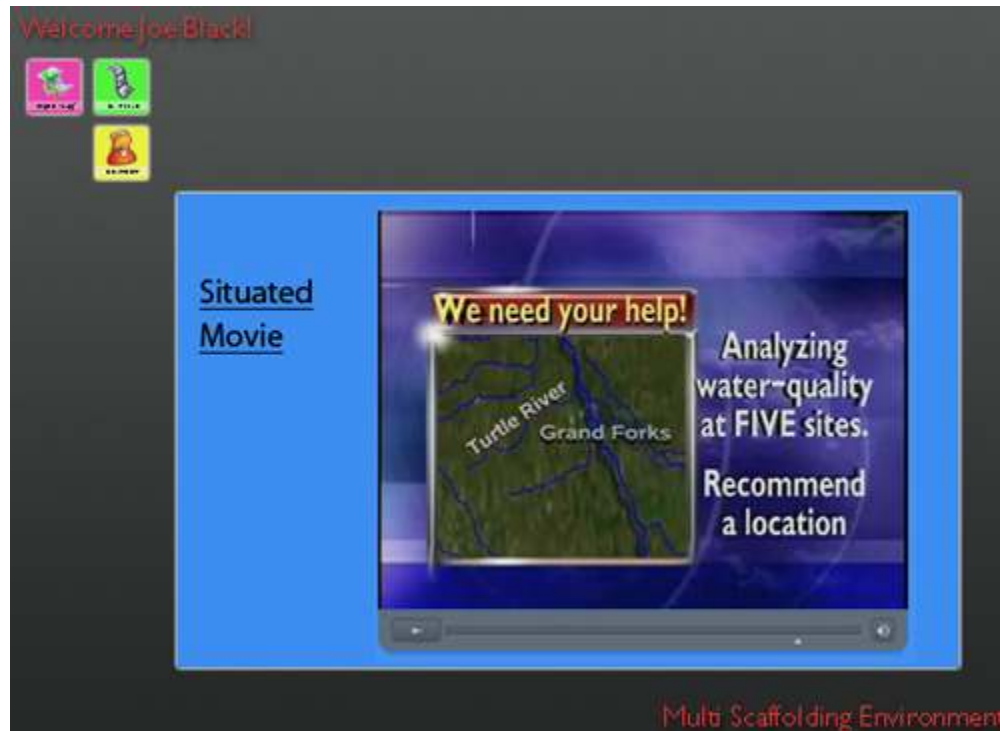 Welcome Joe Black!
Situated
Movie
We need your help!
Turtle River
Grand Forks
Analyzing
water-quality
at FIVE sites.
Recommend
a location
Multi Scaffolding Environment